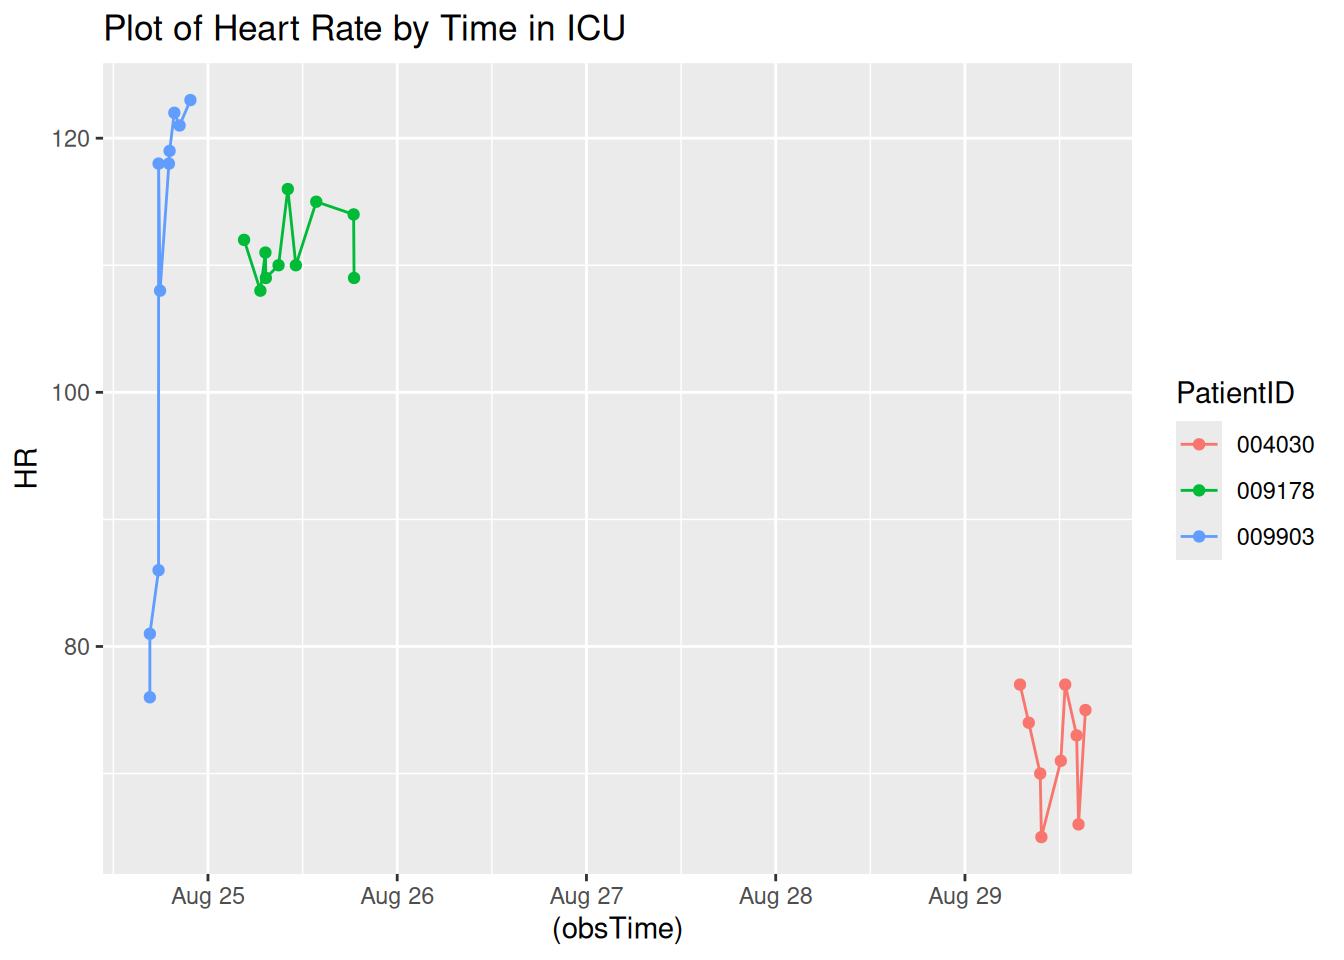 Plot of Heart Rate by Time in ICU
120
100
80
HR
Aug 25
Aug 26
Aug 27
Aug 28
Aug 29
(obsTime)
PatientID
004030
009178
009903